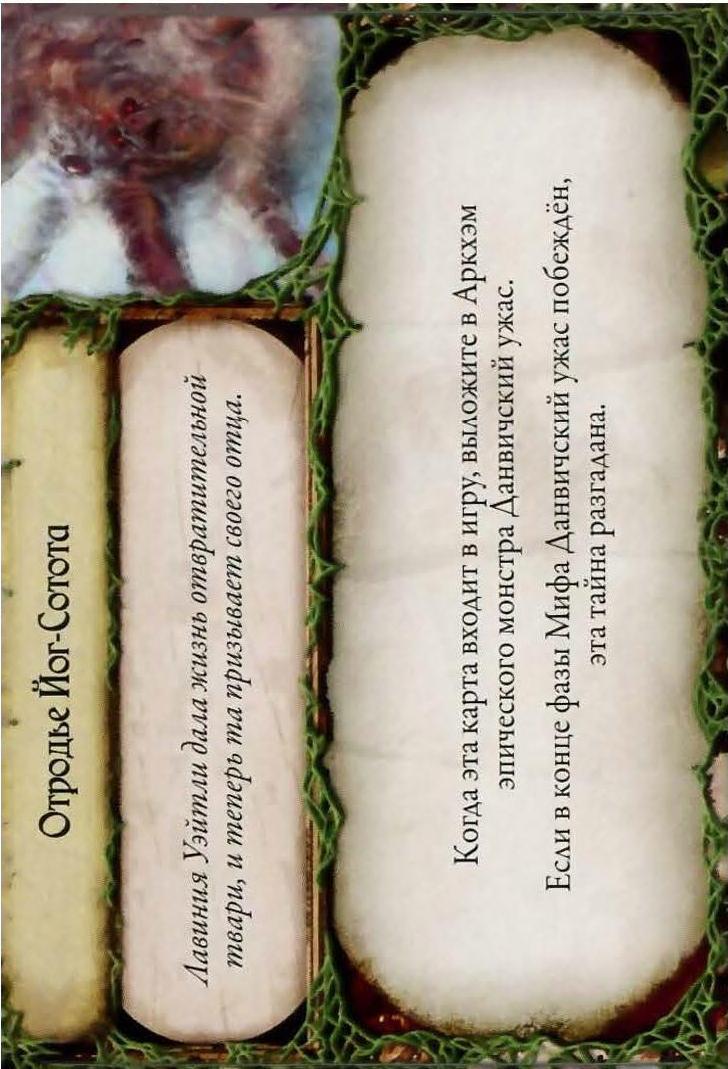 Отродье Йог-Сотота
Лавиния Уэйтли дала жизнь отвратительной
твари, и теперь та призывает своего отца.
Когда эта карта входит в игру, выложите в Аркхэм
эпического монстра Данвичский ужас.
Если в конце фазы Мифа Данвичский ужас побеждён,
эта тайна разгадана.